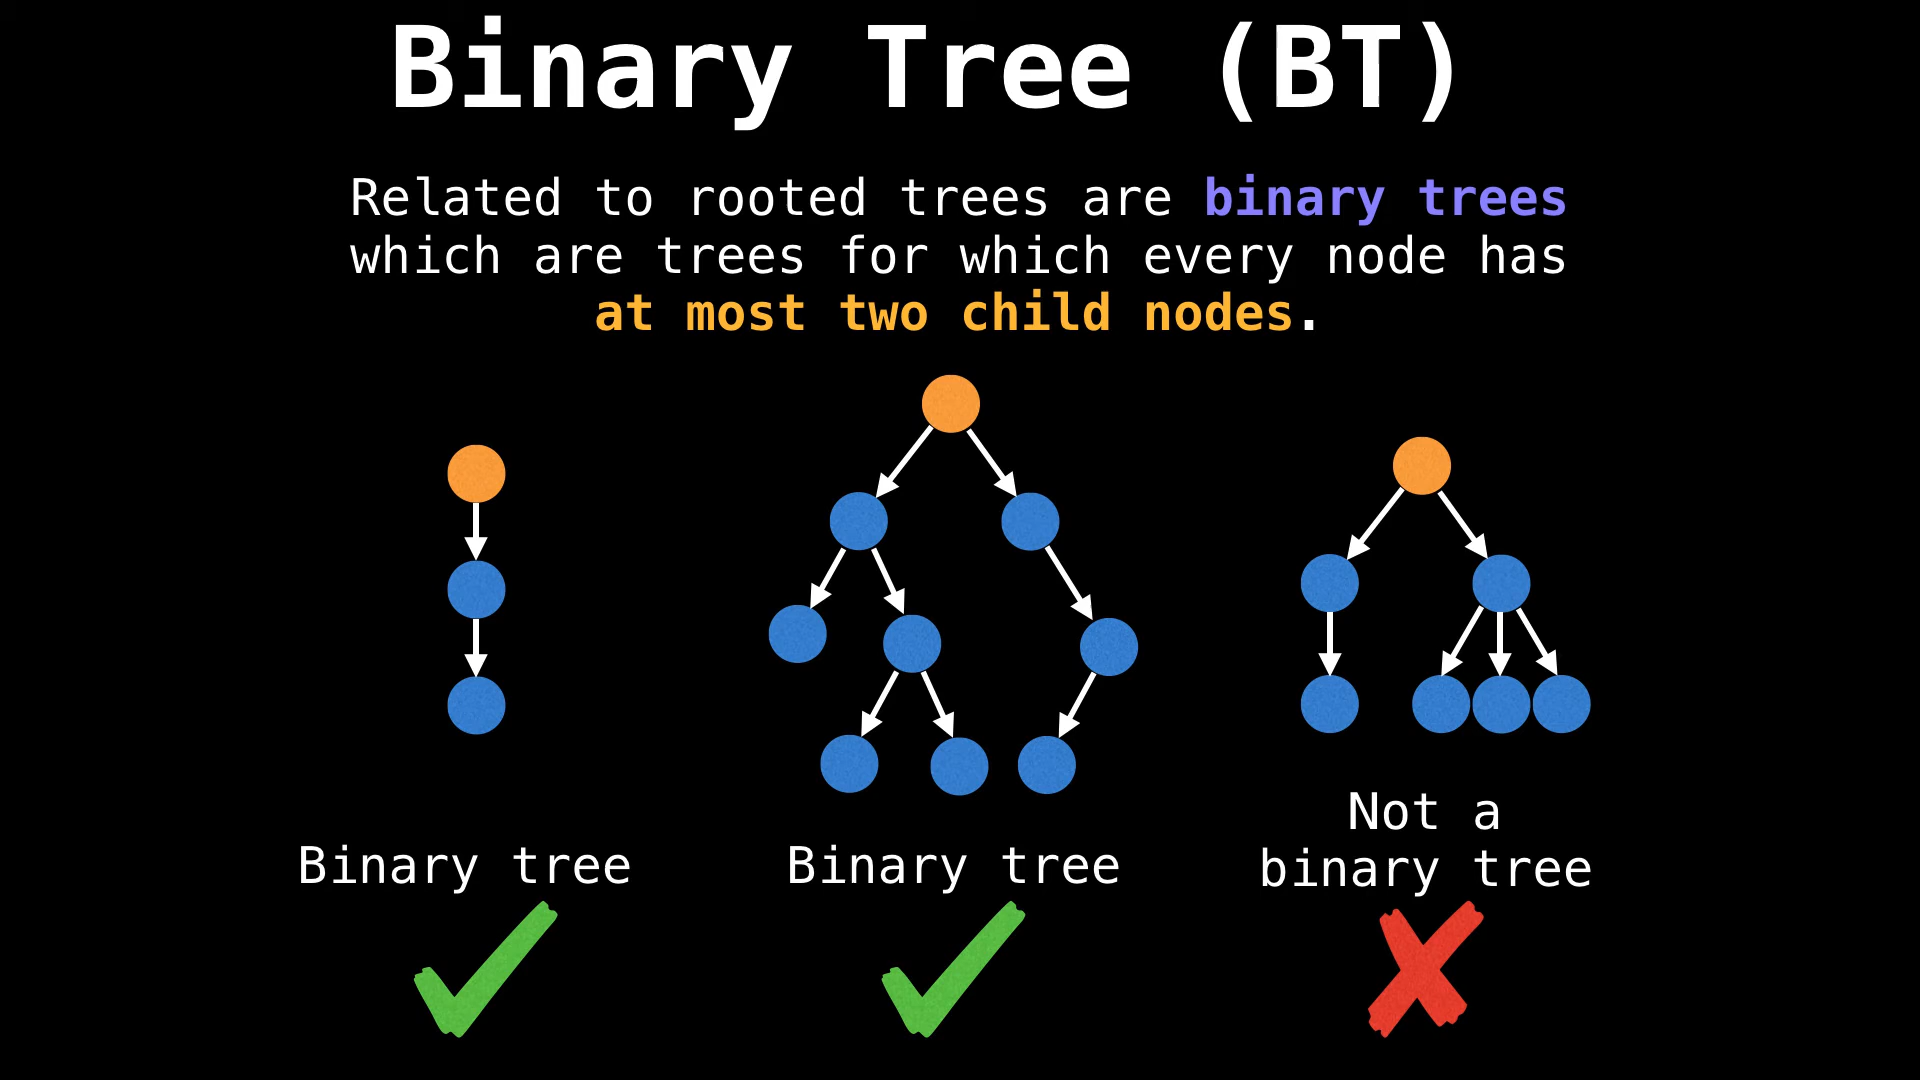 Binary Tree (BT)
Related to rooted trees are binary trees
which are trees for which every node has
at most two child nodes.
Binary tree
Binary tree
Not a
binary tree